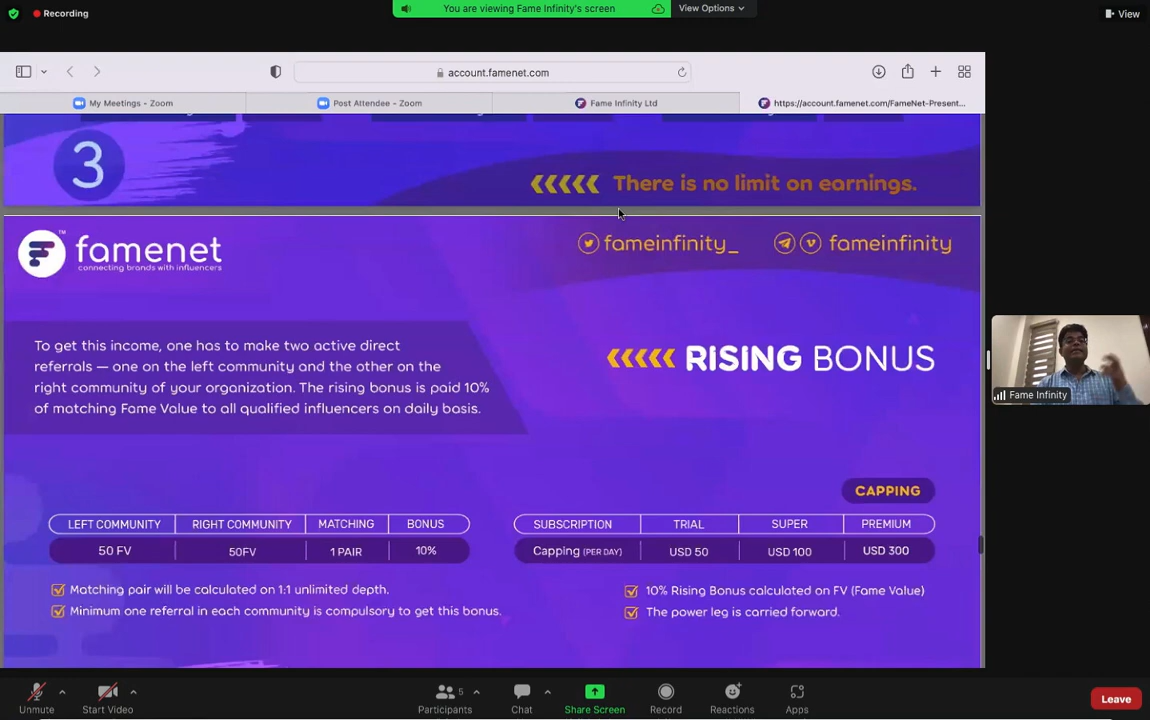 Recording
You are viewing Fame Infinity's screen
View Options
View
account.famenet.com
My Meetings - Zoom
Post Attendee - Zoom
Fame Infinity Ltd
https://account.famenet.com/FameNet-Present...
3
There is no limit on earnings.
famenet
TM
connecting brands with influencers
fameinfinity_
fameinfinity
To get this income, one has to make two active direct
referrals — one on the left community and the other on the
right community of your organization. The rising bonus is paid 10%
of matching Fame Value to all qualified influencers on daily basis.
RISING BONUS
CAPPING
LEFT COMMUNITY RIGHT COMMUNITY MATCHING BONUS
50 FV 50FV 1 PAIR 10%
SUBSCRIPTION TRIAL SUPER PREMIUM
Capping (PER DAY) USD 50 USD 100 USD 300
Matching pair will be calculated on 1:1 unlimited depth.
Minimum one referral in each community is compulsory to get this bonus.
10% Rising Bonus calculated on FV (Fame Value)
The power leg is carried forward.
Fame Infinity
Unmute
Start Video
Participants
5
Chat
Share Screen
Record
Reactions
Apps
Leave